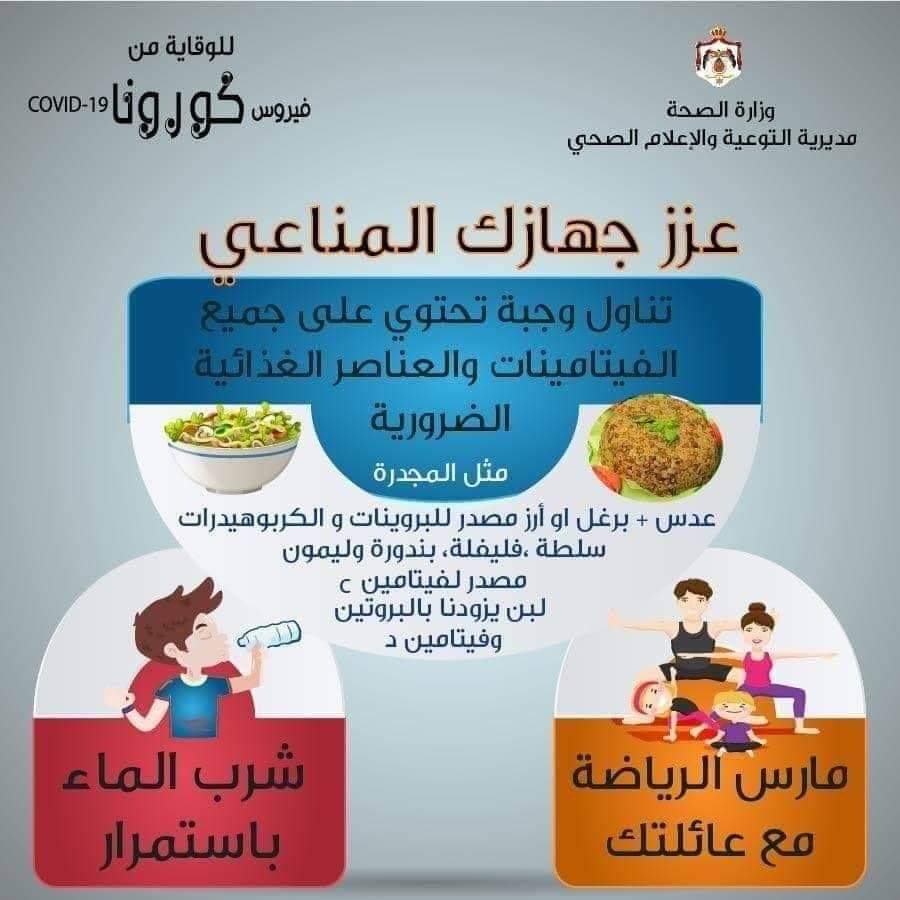 للوقاية من
فيروس كورونا COVID-19
وزارة الصحة
مديرية التوعية والإعلام الصحي
عزز جهازك المناعي
تناول وجبة تحتوي على جميع
الفيتامينات والعناصر الغذائية
الضرورية
مثل المجدرة
عدس + برغل او أرز مصدر للبروينات و الكربوهيدرات
سلطة ،فليفلة، بندورة وليمون
مصدر لفيتامين c
لبن يزودنا بالبروتين
وفيتامين د
مارس الرياضة
مع عائلتك
شرب الماء
باستمرار